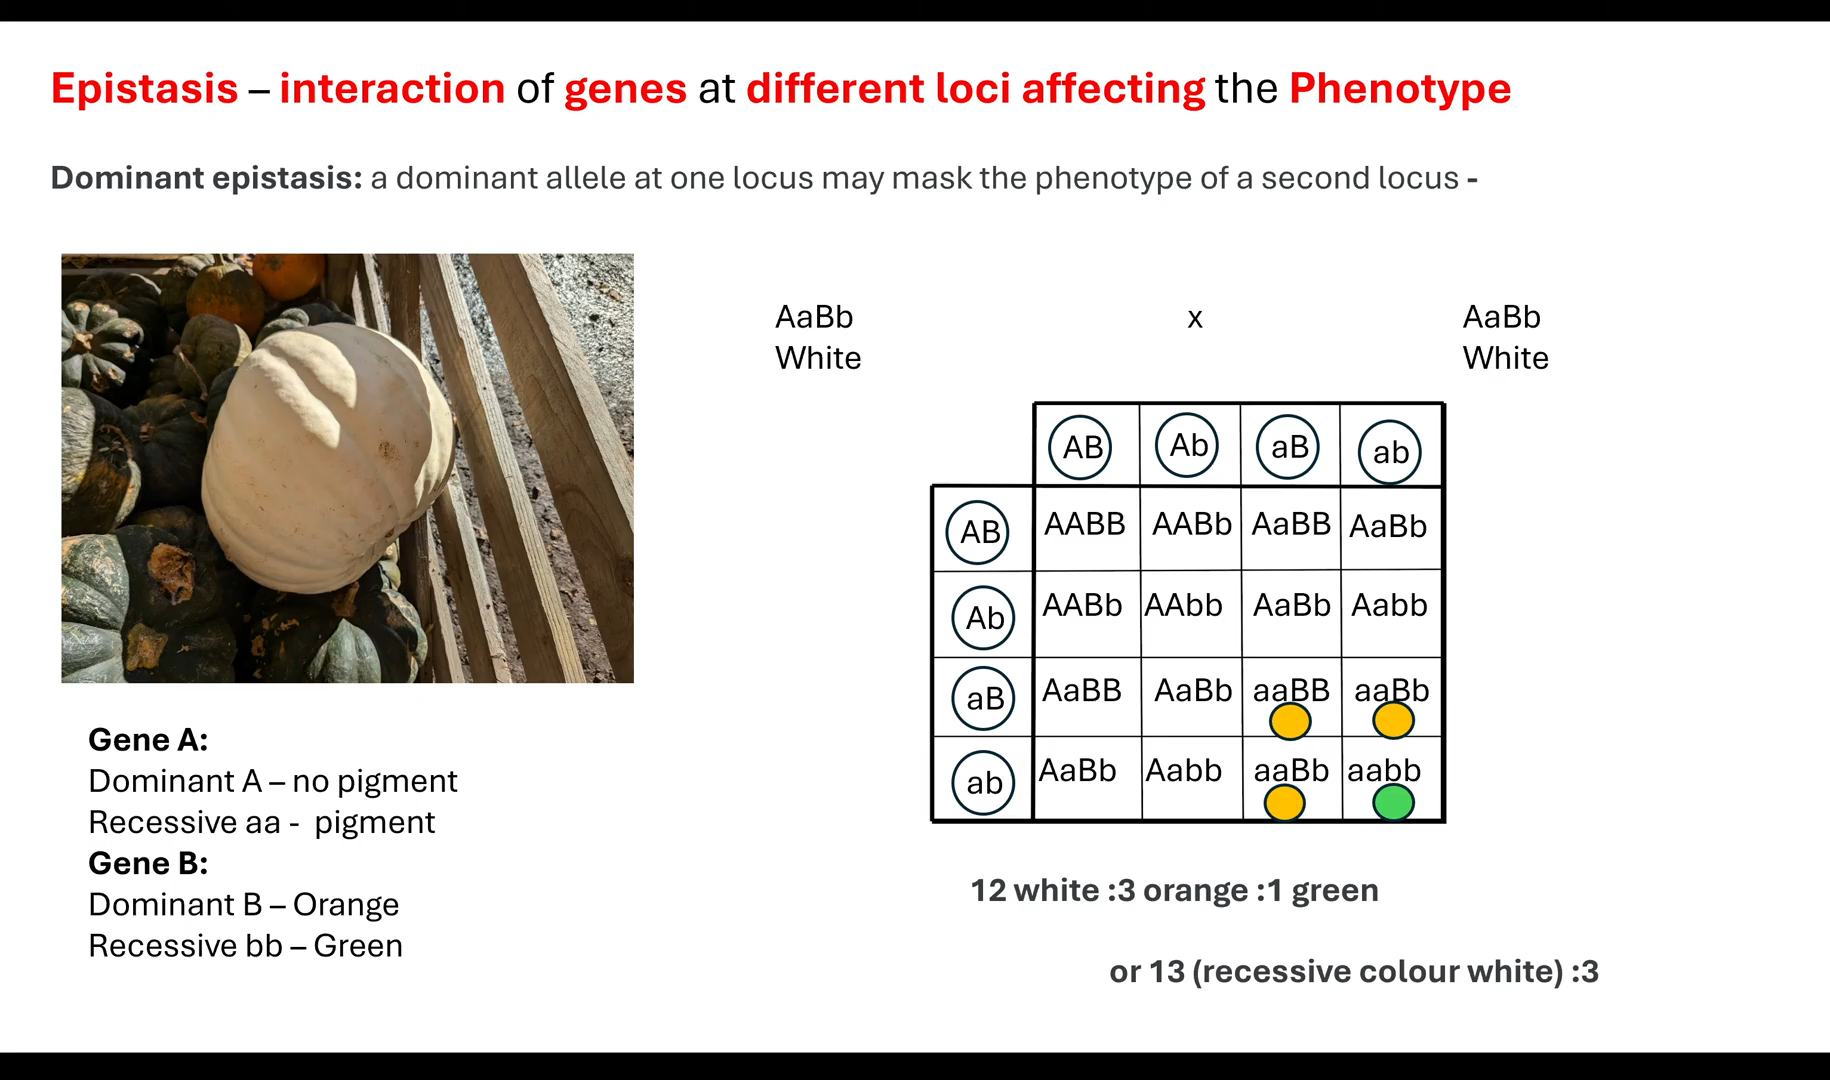 Epistasis – interaction of genes at different loci affecting the Phenotype
Dominant epistasis: a dominant allele at one locus may mask the phenotype of a second locus -
AaBb x AaBb
White White
AB Ab aB ab
AB AABB AABb AaBB AaBb
Ab AABb AAbb AaBb Aabb
aB AaBB AaBb aaBB aaBb
ab AaBb Aabb aaBb aabb
Gene A:
Dominant A – no pigment
Recessive aa - pigment
Gene B:
Dominant B – Orange
Recessive bb – Green
12 white :3 orange :1 green
or 13 (recessive colour white) :3